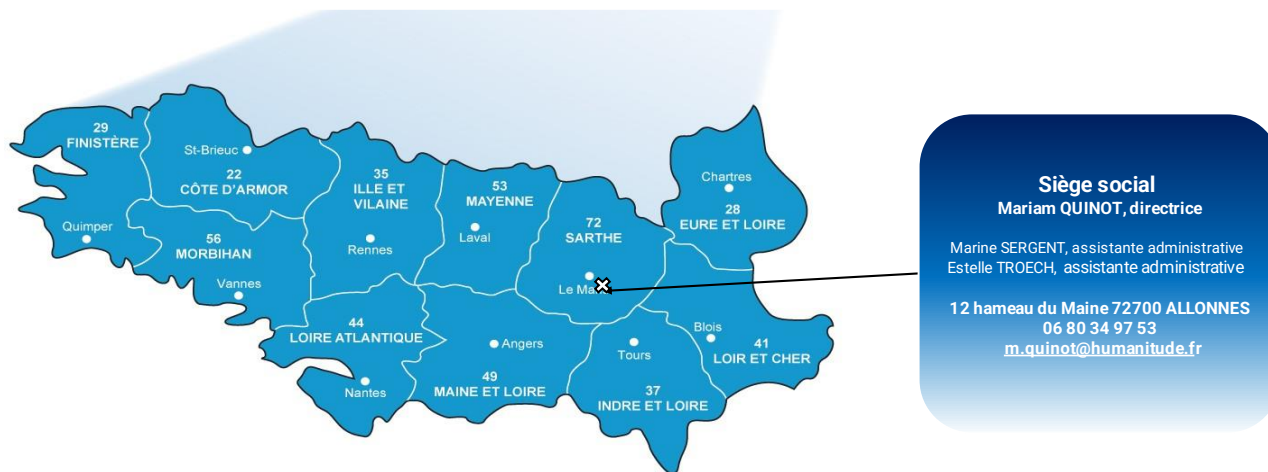 29
FINISTÈRE
St-Brieuc
22
CÔTE D'ARMOR
35
ILLE ET
VILAINE
Rennes
53
MAYENNE
Laval
72
SARTHE
Le Ma
Chartres
28
EURE ET LOIRE
Quimper
56
MORBIHAN
Vannes
44
LOIRE ATLANTIQUE
Nantes
Angers
49
MAINE ET LOIRE
Tours
37
INDRE ET LOIRE
Blois
41
LOIR ET CHER
Siège social
Mariam QUINOT, directrice
Marine SERGENT, assistante administrative
Estelle TROECH, assistante administrative
12 hameau du Maine 72700 ALLONNES
06 80 34 97 53
m.quinot@humanitude.fr